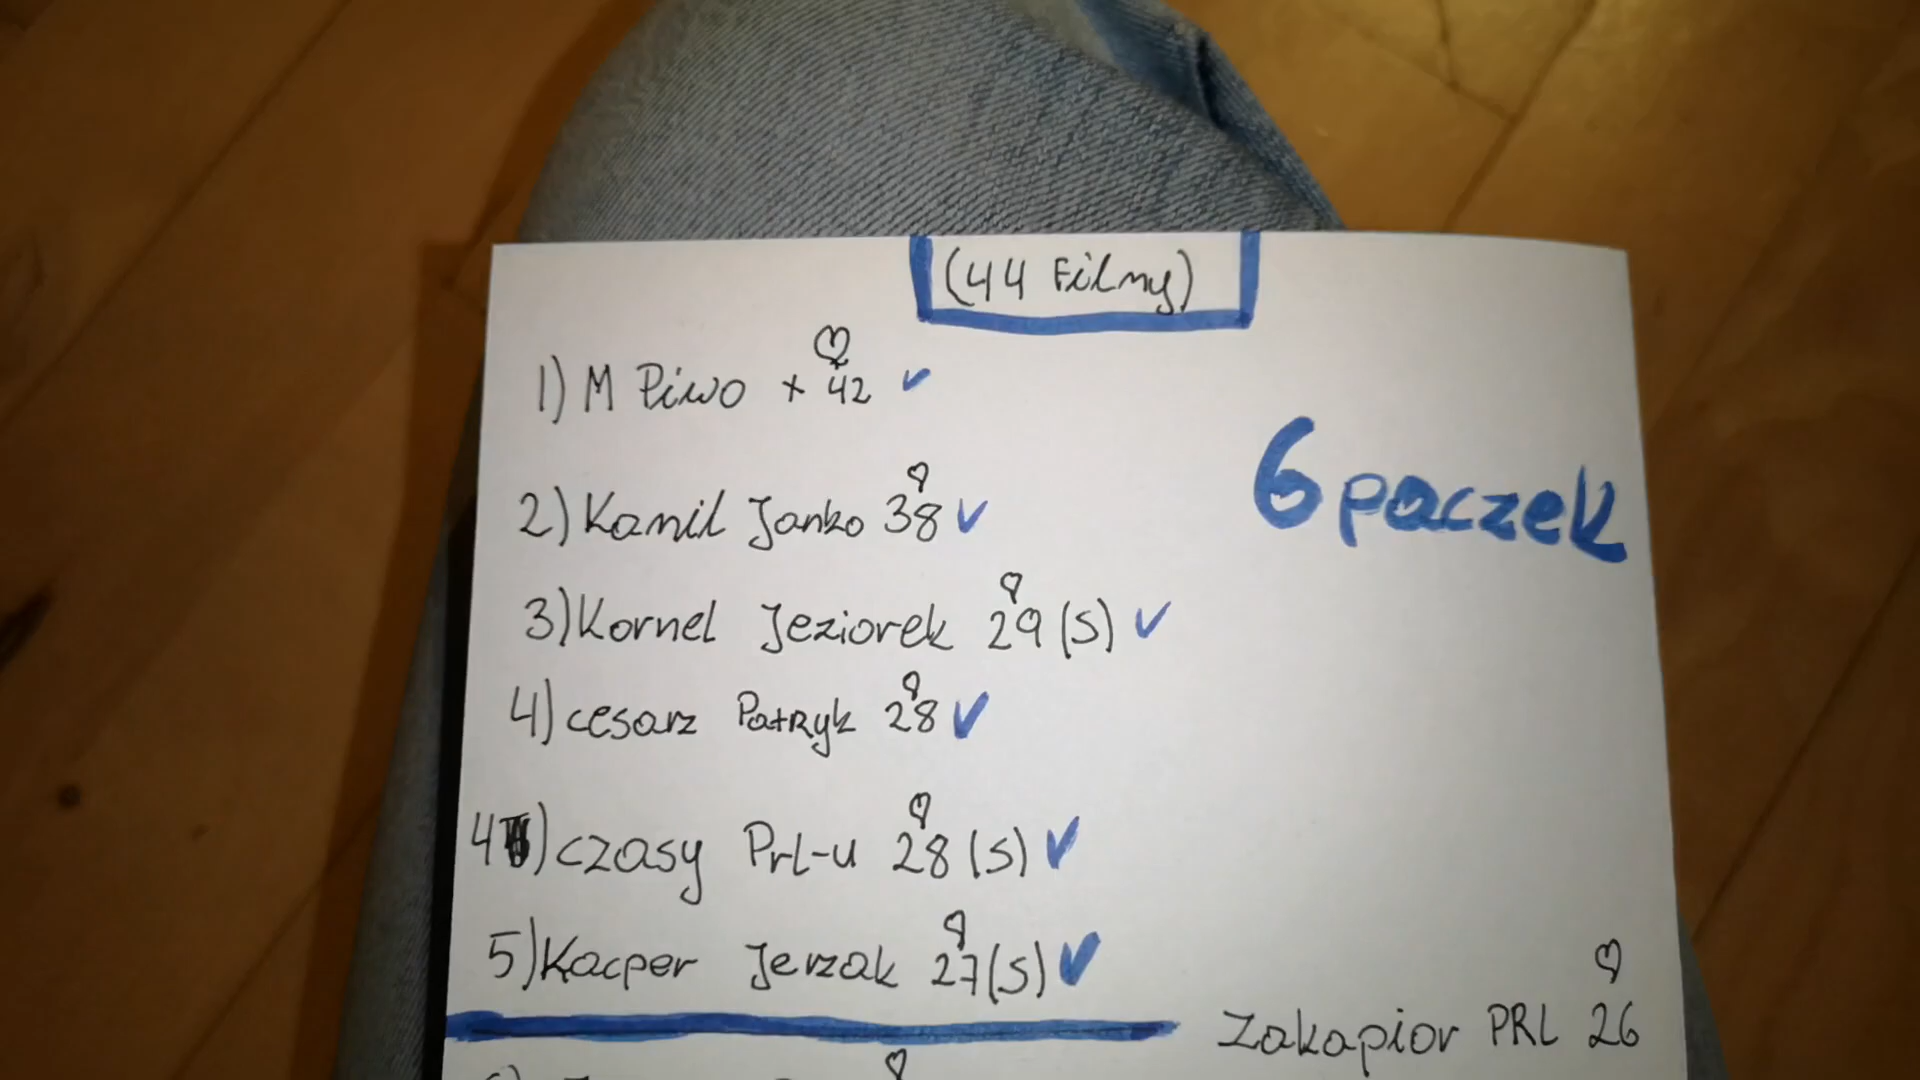 (44 Filmy)
1) M Piwo + 42 ✓
6 paczek
2) Kamil Janko 38 ✓
3) Kornel Jeziorek 29 (S) ✓
4) cesarz Patryk 28 ✓
4) czasy Prl-u 28 (S) ✓
5) Kacper Jerzak 27 (S) ✓
Zakapior PRL 26